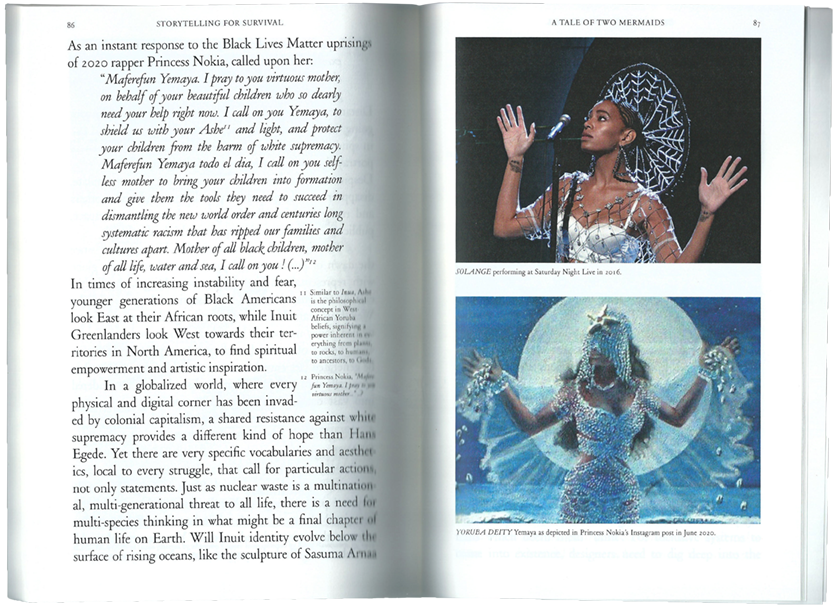 86
STORYTELLING FOR SURVIVAL
As an instant response to the Black Lives Matter uprisings
of 2020 rapper Princess Nokia, called upon her:
“Maferefun Yemaya. I pray to you virtuous mother,
on behalf of your beautiful children who so dearly
need your help right now. I call on you Yemaya, to
shield us with your Ashe¹¹ and light, and protect
your children from the harm of white supremacy.
Maferefun Yemaya todo el dia, I call on you self-
less mother to bring your children into formation
and give them the tools they need to succeed in
dismantling the new world order and centuries long
systematic racism that has ripped our families and
cultures apart. Mother of all black children, mother
of all life, water and sea, I call on you ! (...)”¹²
In times of increasing instability and fear,
younger generations of Black Americans
look East at their African roots, while Inuit
Greenlanders look West towards their ter-
ritories in North America, to find spiritual
empowerment and artistic inspiration.
In a globalized world, where every
physical and digital corner has been invad-
ed by colonial capitalism, a shared resistance against white
supremacy provides a different kind of hope than Hans
Egede. Yet there are very specific vocabularies and aesthet-
ics, local to every struggle, that call for particular actions,
not only statements. Just as nuclear waste is a multination-
al, multi-generational threat to all life, there is a need for
multi-species thinking in what might be a final chapter of
human life on Earth. Will Inuit identity evolve below the
surface of rising oceans, like the sculpture of Sasuma Arnaa
11 Similar to Inua, Ashe
is the philosophical
concept in West
African Yoruba
beliefs, signifying a
power inherent in ev-
erything from plants,
to rocks, to humans,
to ancestors, to Gods.
12 Princess Nokia, “Mafere-
fun Yemaya. I pray to you
virtuous mother...”
A TALE OF TWO MERMAIDS
87
SOLANGE performing at Saturday Night Live in 2016.
YORUBA DEITY Yemaya as depicted in Princess Nokia’s Instagram post in June 2020.